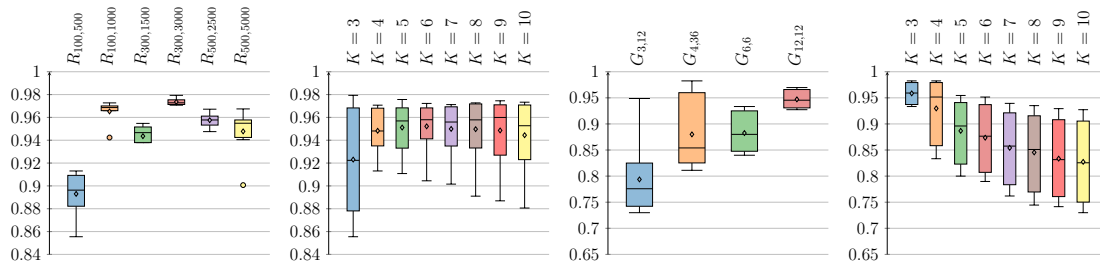 R100,500
R100,1000
R300,1500
R300,3000
R500,2500
R500,5000
1
0.98
0.96
0.94
0.92
0.9
0.88
0.86
0.84
K = 3
K = 4
K = 5
K = 6
K = 7
K = 8
K = 9
K = 10
1
0.98
0.96
0.94
0.92
0.9
0.88
0.86
0.84
G3,12
G4,36
G6,6
G12,12
1
0.95
0.9
0.85
0.8
0.75
0.7
0.65
K = 3
K = 4
K = 5
K = 6
K = 7
K = 8
K = 9
K = 10
1
0.95
0.9
0.85
0.8
0.75
0.7
0.65